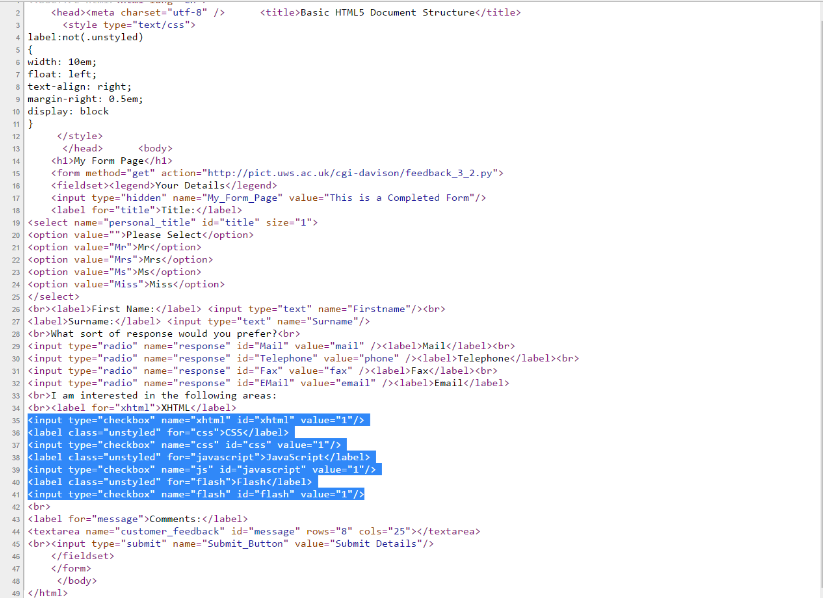 2 <head><meta charset="utf-8" /> <title>Basic HTML5 Document Structure</title>
3 <style type="text/css">
4 label:not(.unstyled)
5 {
6 width: 10em;
7 float: left;
8 text-align: right;
9 margin-right: 0.5em;
10 display: block
11 }
12 </style>
13 </head> <body>
14 <h1>My Form Page</h1>
15 <form method="get" action="http://pict.uws.ac.uk/cgi-davison/feedback_3_2.py">
16 <fieldset><legend>Your Details</legend>
17 <input type="hidden" name="My_Form_Page" value="This is a Completed Form"/>
18 <label for="title">Title:</label>
19 <select name="personal_title" id="title" size="1">
20 <option value="">Please Select</option>
21 <option value="Mr">Mr</option>
22 <option value="Mrs">Mrs</option>
23 <option value="Ms">Ms</option>
24 <option value="Miss">Miss</option>
25 </select>
26 <br><label>First Name:</label> <input type="text" name="Firstname"/><br>
27 <label>Surname:</label> <input type="text" name="Surname"/>
28 <br>What sort of response would you prefer?<br>
29 <input type="radio" name="response" id="Mail" value="mail" /><label>Mail</label><br>
30 <input type="radio" name="response" id="Telephone" value="phone" /><label>Telephone</label><br>
31 <input type="radio" name="response" id="Fax" value="fax" /><label>Fax</label><br>
32 <input type="radio" name="response" id="EMail" value="email" /><label>Email</label>
33 <br>I am interested in the following areas:
34 <br><label for="xhtml">XHTML</label>
35 <input type="checkbox" name="xhtml" id="xhtml" value="1"/>
36 <label class="unstyled" for="css">CSS</label>
37 <input type="checkbox" name="css" id="css" value="1"/>
38 <label class="unstyled" for="javascript">JavaScript</label>
39 <input type="checkbox" name="js" id="javascript" value="1"/>
40 <label class="unstyled" for="flash">Flash</label>
41 <input type="checkbox" name="flash" id="flash" value="1"/>
42 <br>
43 <label for="message">Comments:</label>
44 <textarea name="customer_feedback" id="message" rows="8" cols="25"></textarea>
45 <br><input type="submit" name="Submit_Button" value="Submit Details"/>
46 </fieldset>
47 </form>
48 </body>
49 </html>